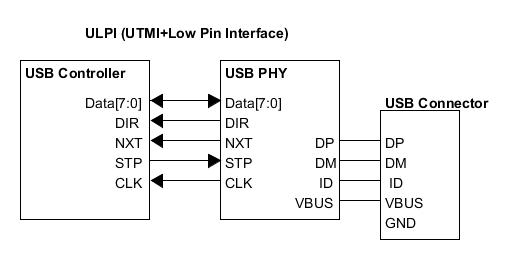 ULPI (UTMI+Low Pin Interface)
USB Controller
Data[7:0]
DIR
NXT
STP
CLK
USB PHY
Data[7:0]
DIR
NXT
STP
CLK
DP
DM
ID
VBUS
USB Connector
DP
DM
ID
VBUS
GND